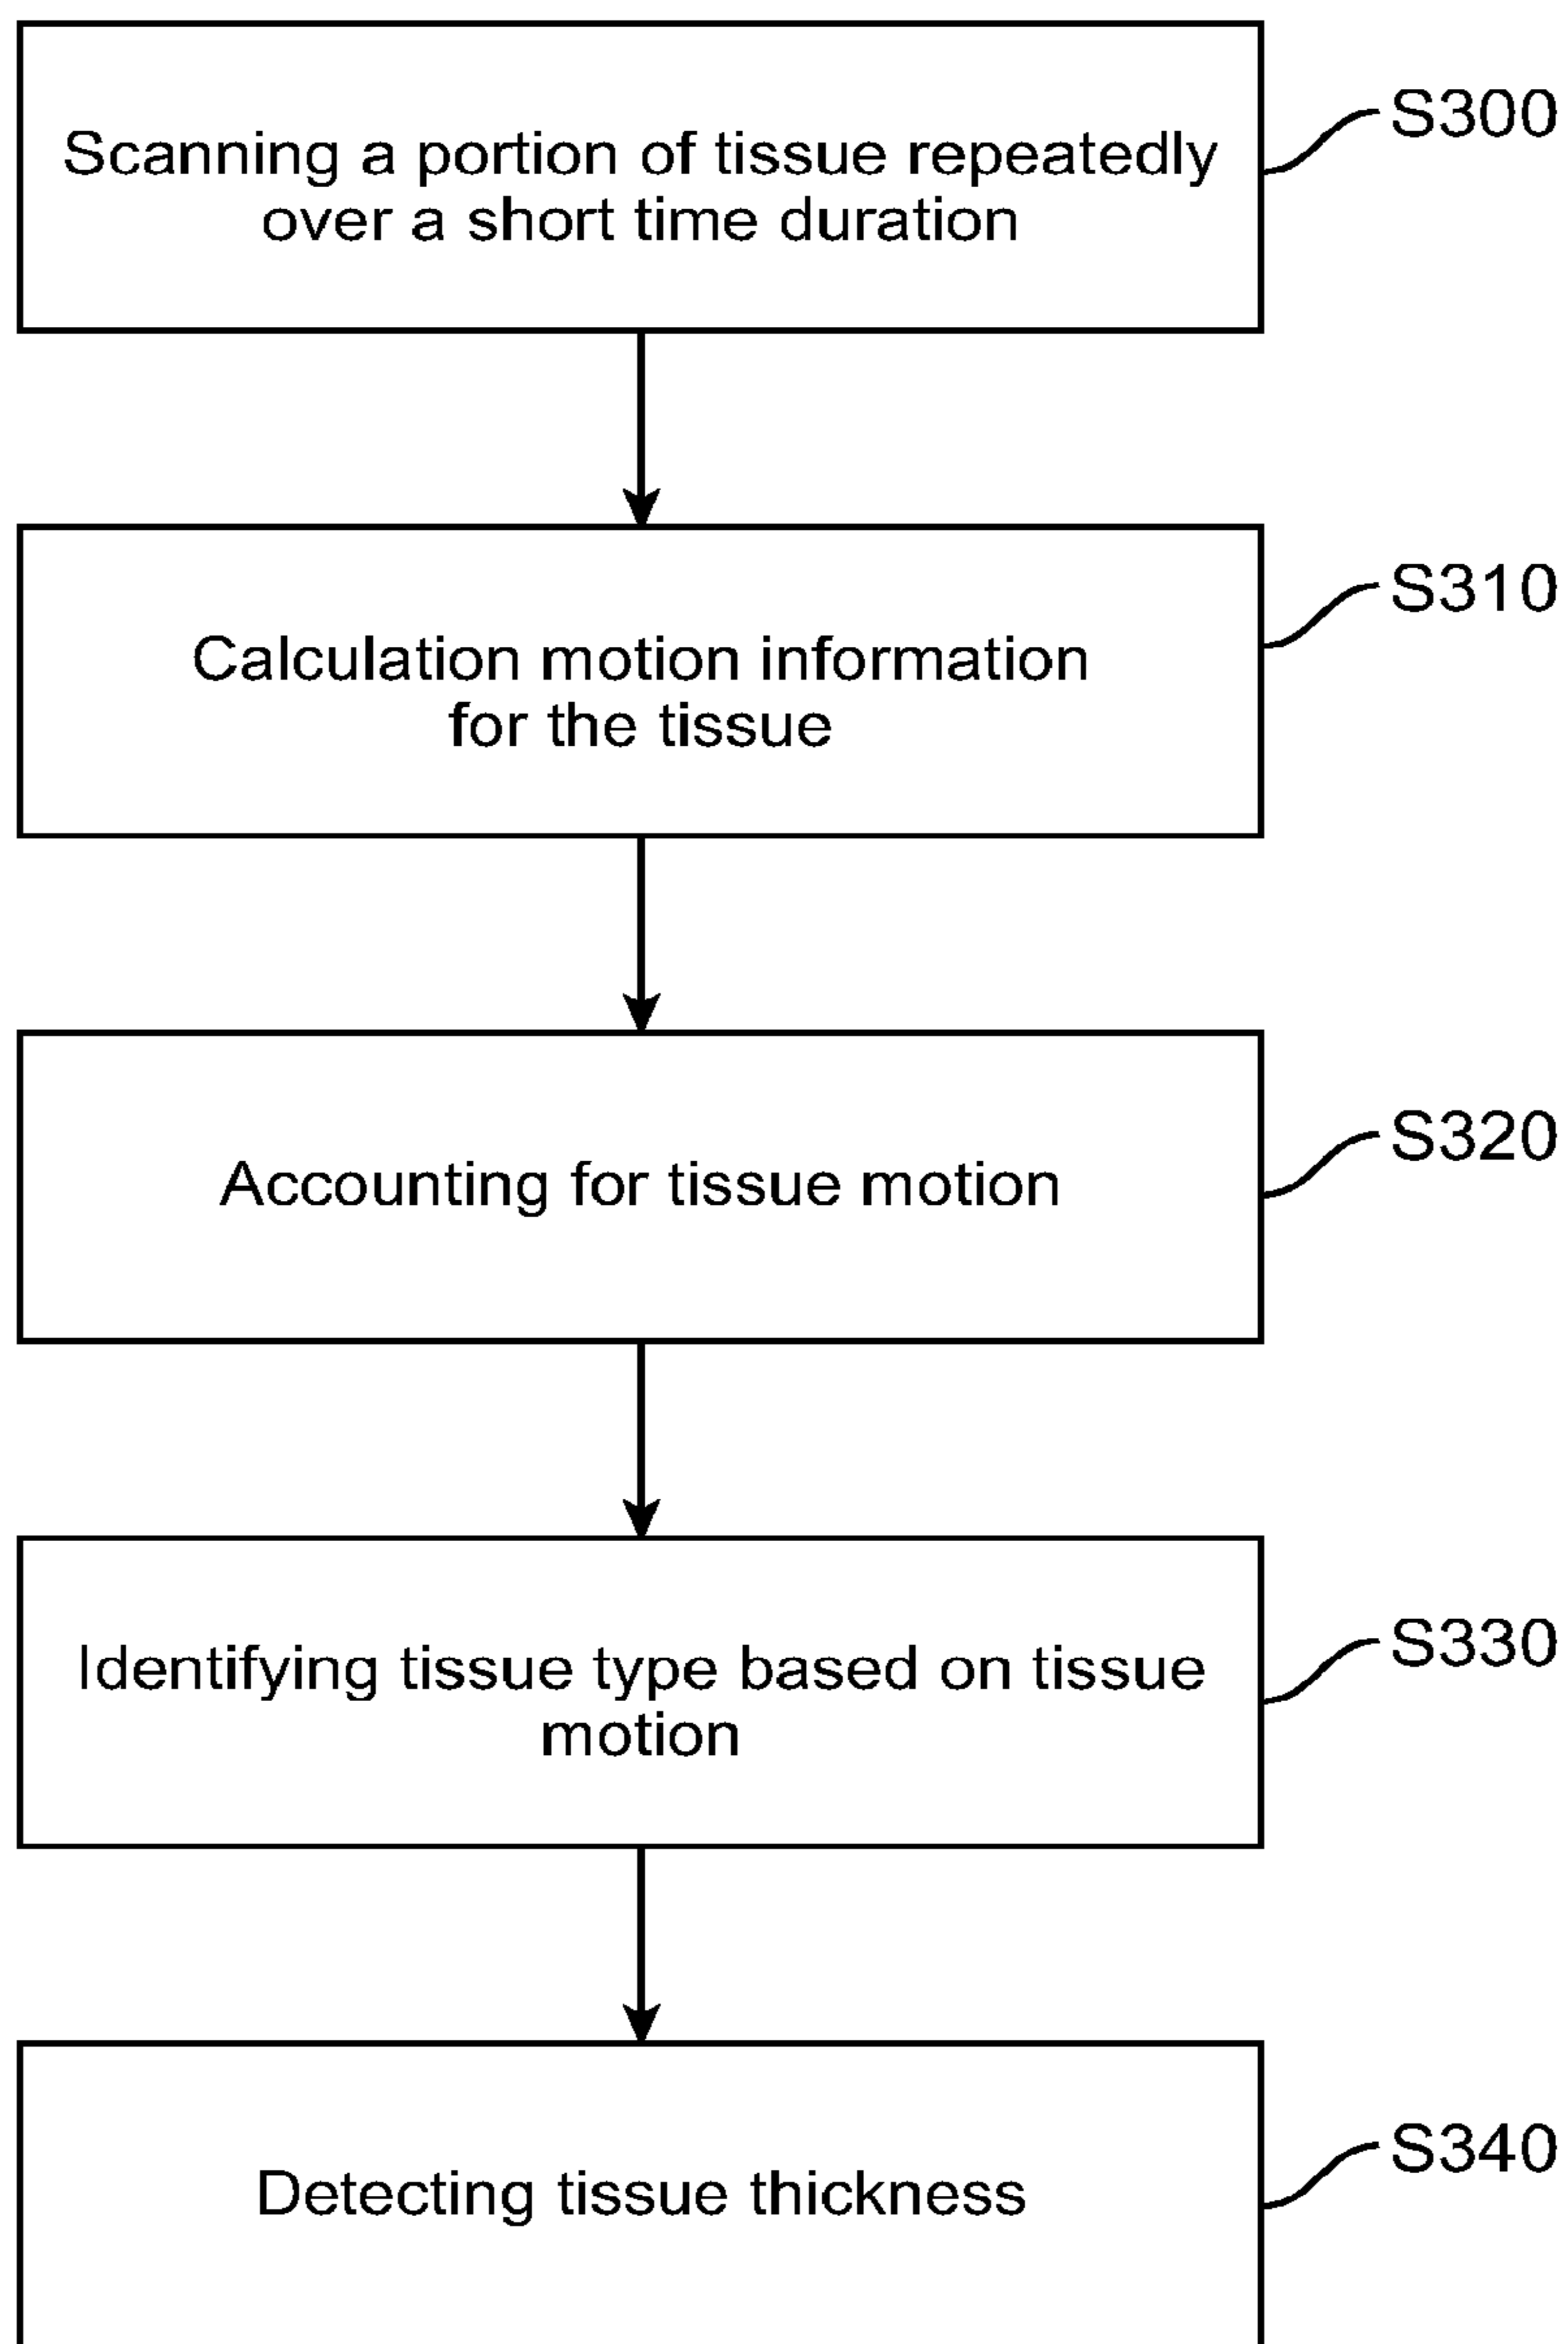 Scanning a portion of tissue repeatedly
over a short time duration
S300
Calculation motion information
for the tissue
S310
Accounting for tissue motion
S320
Identifying tissue type based on tissue
motion
S330
Detecting tissue thickness
S340